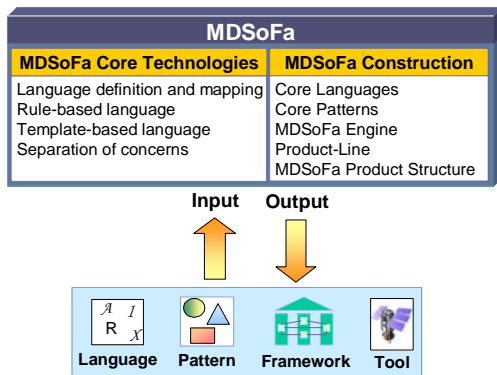 MDSoFa
MDSoFa Core Technologies
Language definition and mapping
Rule-based language
Template-based language
Separation of concerns
MDSoFa Construction
Core Languages
Core Patterns
MDSoFa Engine
Product-Line
MDSoFa Product Structure
Input Output
A 1
R X
Language Pattern Framework Tool